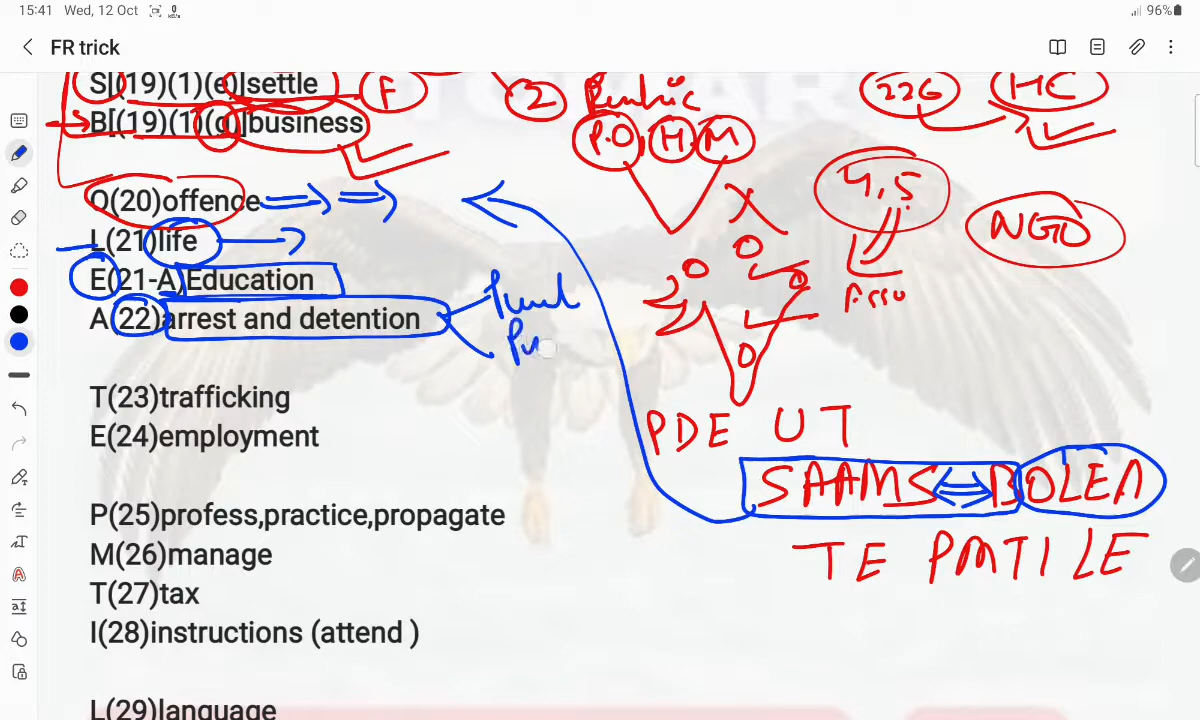 15:41 Wed, 12 Oct
0
KB/s
96%
FR trick
S[(19)(1)(e)]settle
B[(19)(1)(g)]business
O(20)offence
L(21)life
E(21-A)Education
A(22)arrest and detention
T(23)trafficking
E(24)employment
P(25)profess,practice,propagate
M(26)manage
T(27)tax
I(28)instructions (attend )
L(29)language
F
2
P.O H M
226 HC
4,5
NGO
PDE UT
SAAMS BOLEA
TE PMTILE